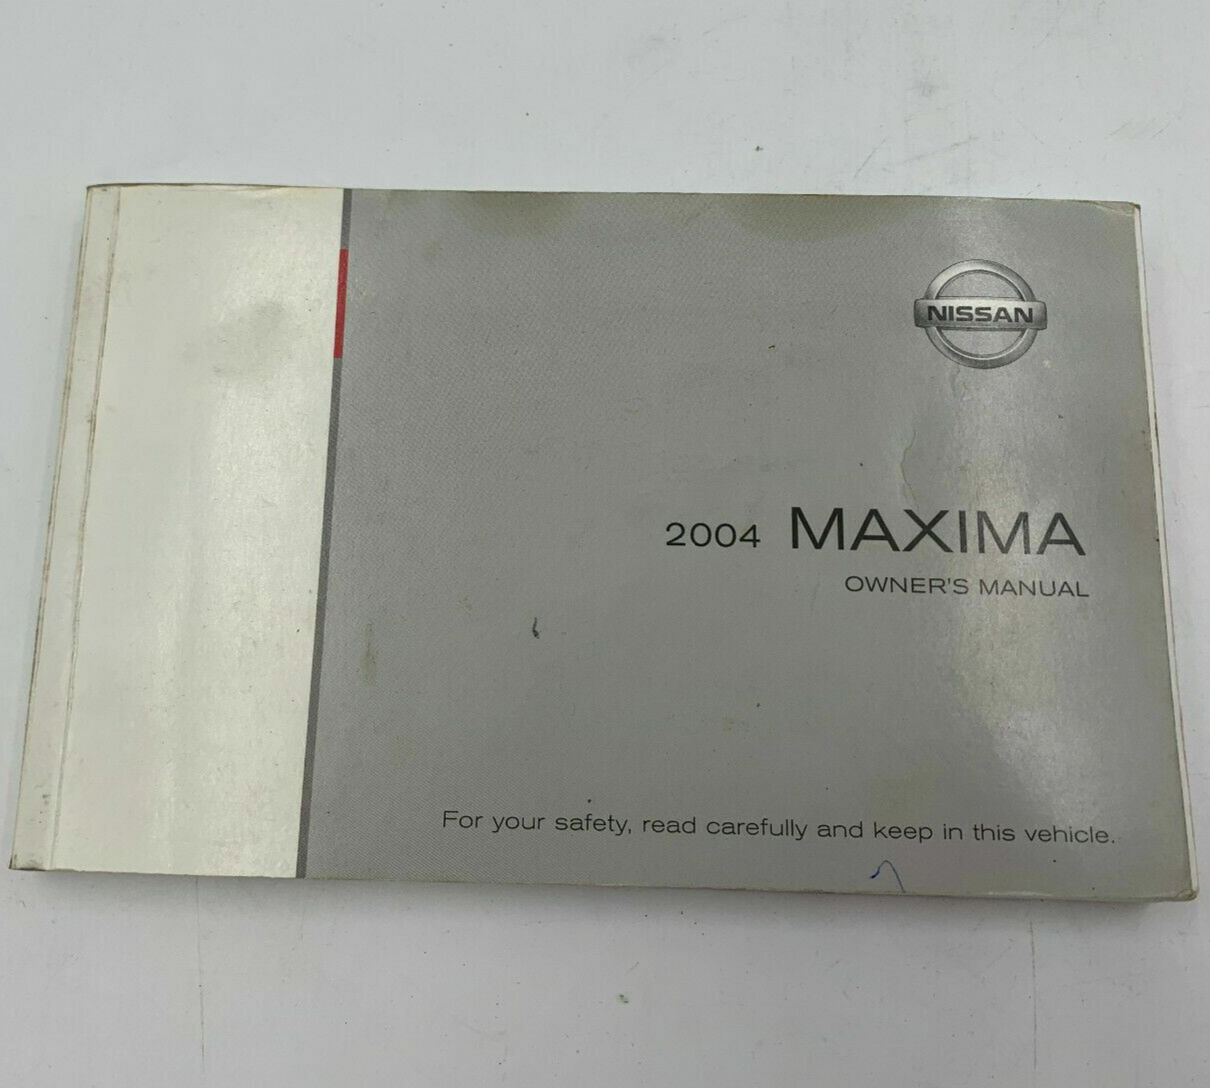 NISSAN
2004 MAXIMA
OWNER'S MANUAL
For your safety, read carefully and keep in this vehicle.